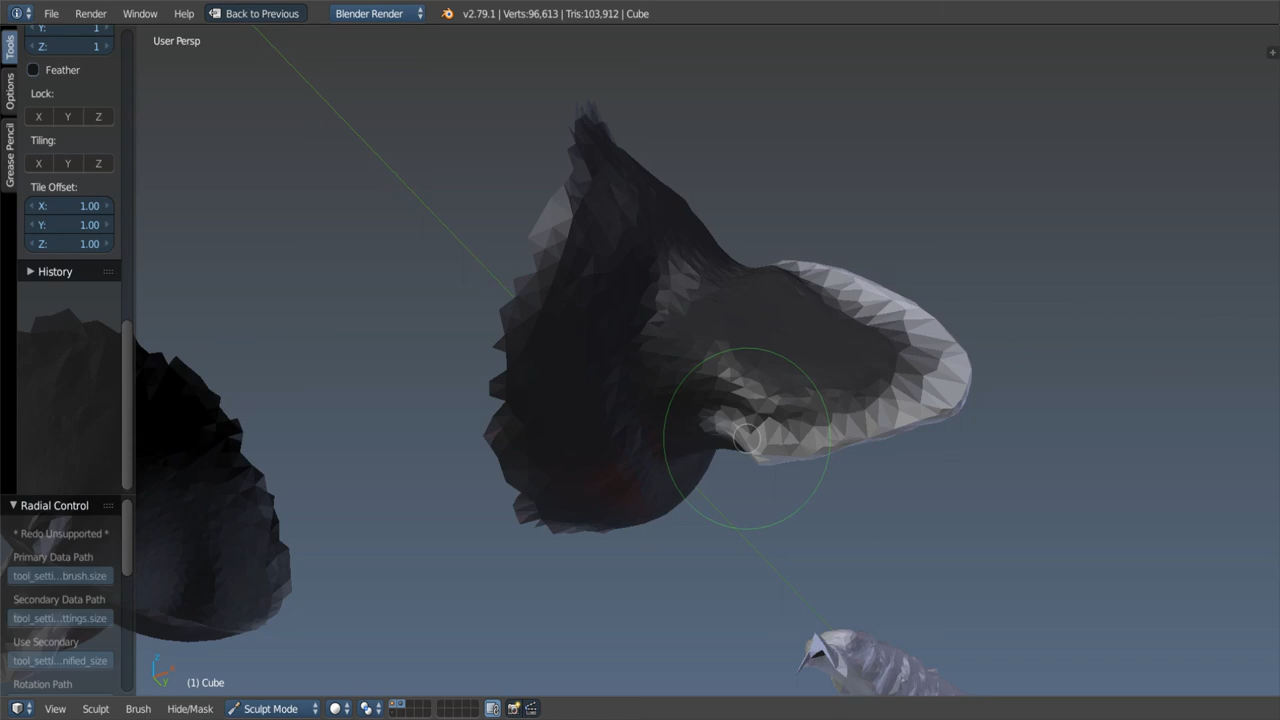 File Render Window Help Back to Previous Blender Render v2.79.1 | Verts:96,613 | Tris:103,912 | Cube
Tools
Options
Grease Pencil
Y: 1
Z: 1
Feather
Lock:
X Y Z
Tiling:
X Y Z
Tile Offset:
X: 1.00
Y: 1.00
Z: 1.00
History
Radial Control
* Redo Unsupported *
Primary Data Path
tool_setti...brush.size
Secondary Data Path
tool_setti...ttings.size
Use Secondary
tool_setti...nified_size
Rotation Path
User Persp
z
x
y
(1) Cube
View Sculpt Brush Hide/Mask Sculpt Mode